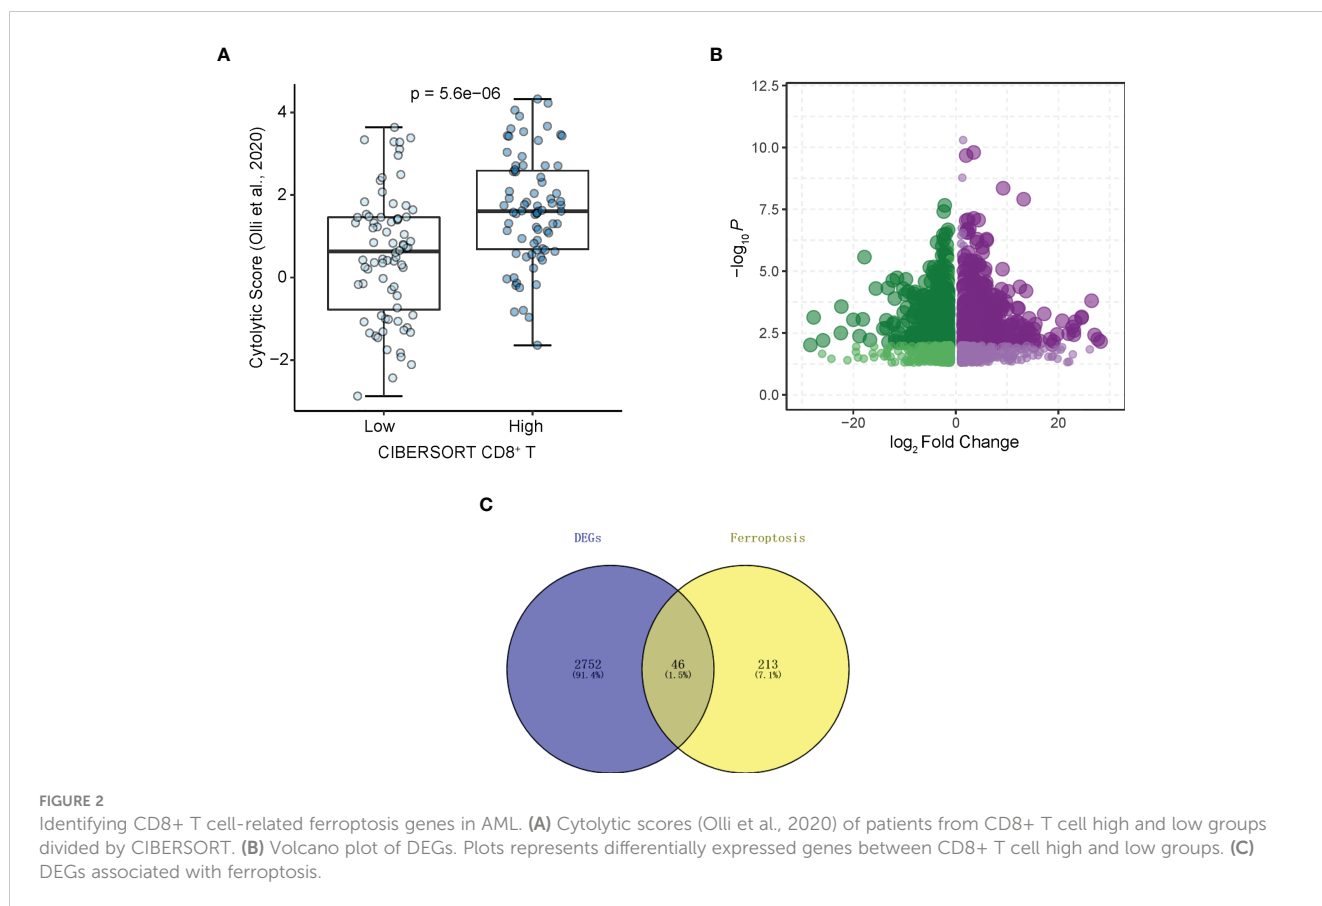 A
B
p = 5.6e−06
4
2
0
−2
Cytolytic Score (Olli et al., 2020)
Low
High
CIBERSORT CD8⁺ T
12.5
10.0
7.5
5.0
2.5
0.0
−log₁₀P
−20
0
20
log₂ Fold Change
C
DEGs
Ferroptosis
2752
(91.4%)
46
(1.5%)
213
(7.1%)
FIGURE 2
Identifying CD8+ T cell-related ferroptosis genes in AML. (A) Cytolytic scores (Olli et al., 2020) of patients from CD8+ T cell high and low groups
divided by CIBERSORT. (B) Volcano plot of DEGs. Plots represents differentially expressed genes between CD8+ T cell high and low groups. (C)
DEGs associated with ferroptosis.